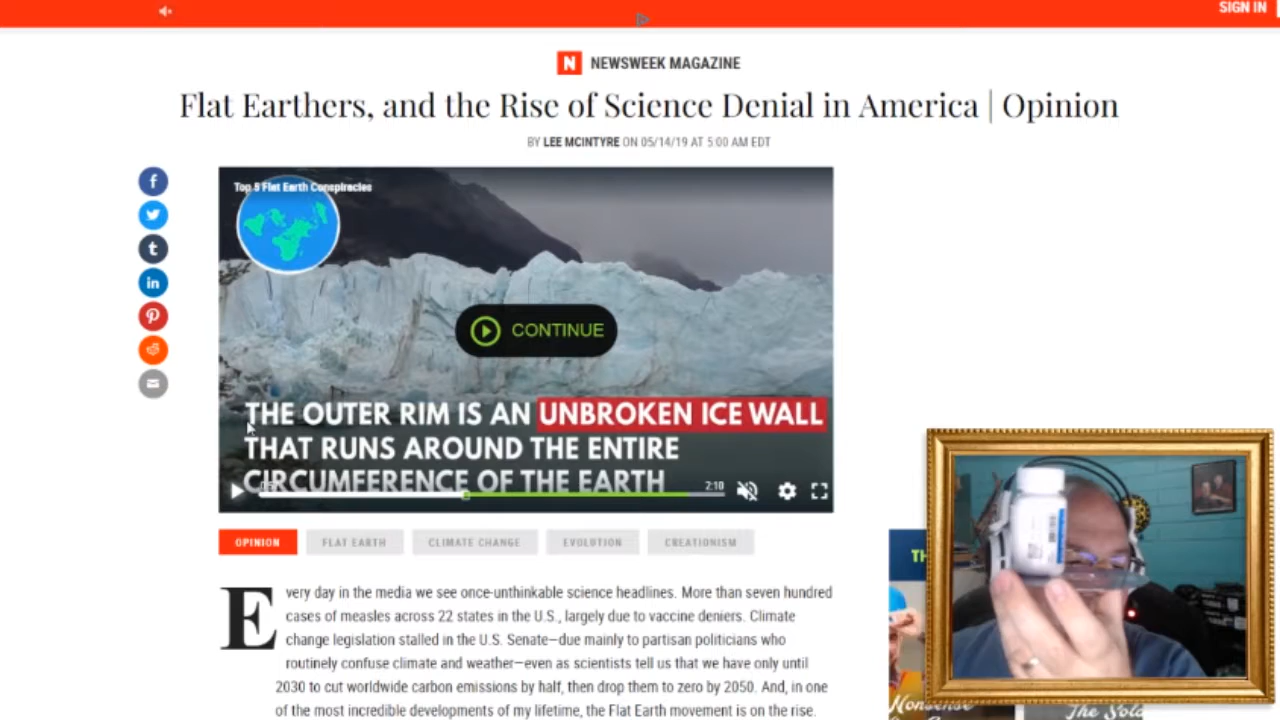 SIGN IN
N NEWSWEEK MAGAZINE
Flat Earthers, and the Rise of Science Denial in America | Opinion
BY LEE MCINTYRE ON 05/14/19 AT 5:00 AM EDT
Top 5 Flat Earth Conspiracies
CONTINUE
THE OUTER RIM IS AN UNBROKEN ICE WALL
THAT RUNS AROUND THE ENTIRE
CIRCUMFERENCE OF THE EARTH
2:10
OPINION FLAT EARTH CLIMATE CHANGE EVOLUTION CREATIONISM
Every day in the media we see once-unthinkable science headlines. More than seven hundred
cases of measles across 22 states in the U.S., largely due to vaccine deniers. Climate
change legislation stalled in the U.S. Senate—due mainly to partisan politicians who
routinely confuse climate and weather—even as scientists tell us that we have only until
2030 to cut worldwide carbon emissions by half, then drop them to zero by 2050. And, in one
of the most incredible developments of my lifetime, the Flat Earth movement is on the rise.
TH
Nonsense
The